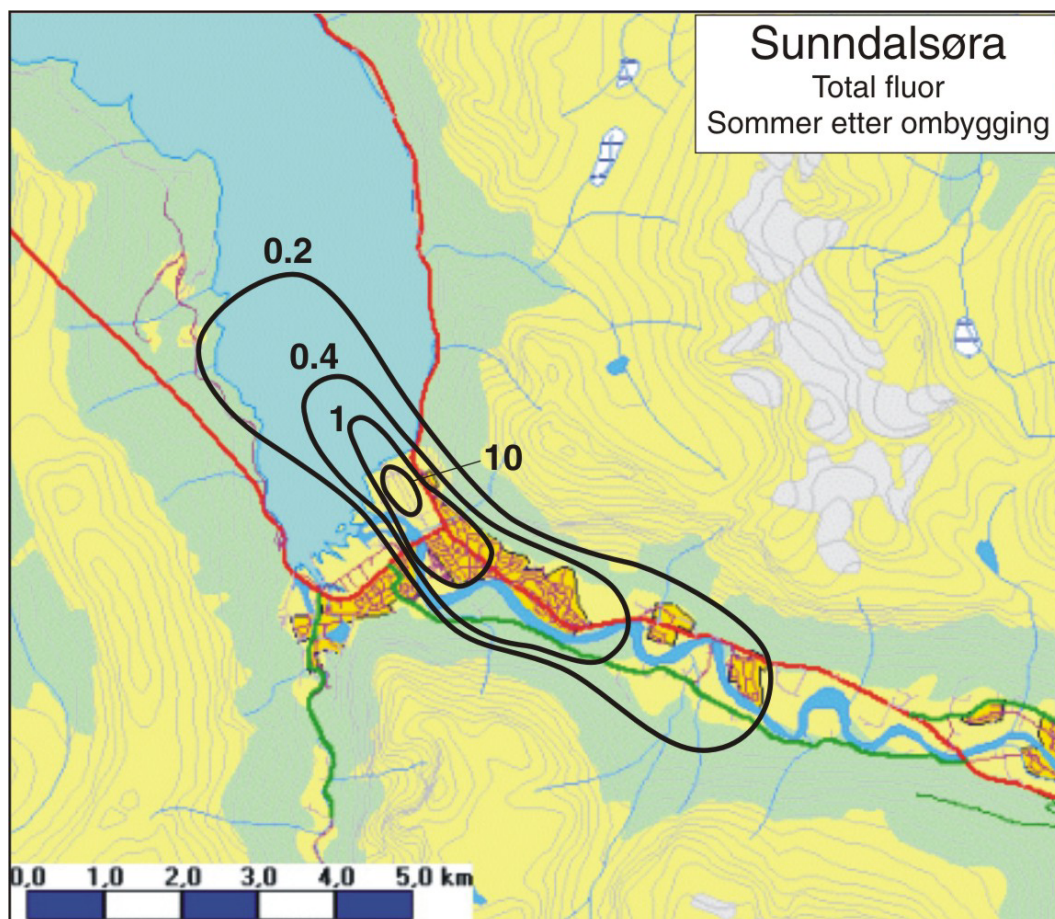 Sunndalsøra
Total fluor
Sommer etter ombygging
0.2
0.4
1
10
0,0 1,0 2,0 3,0 4,0 5,0 km